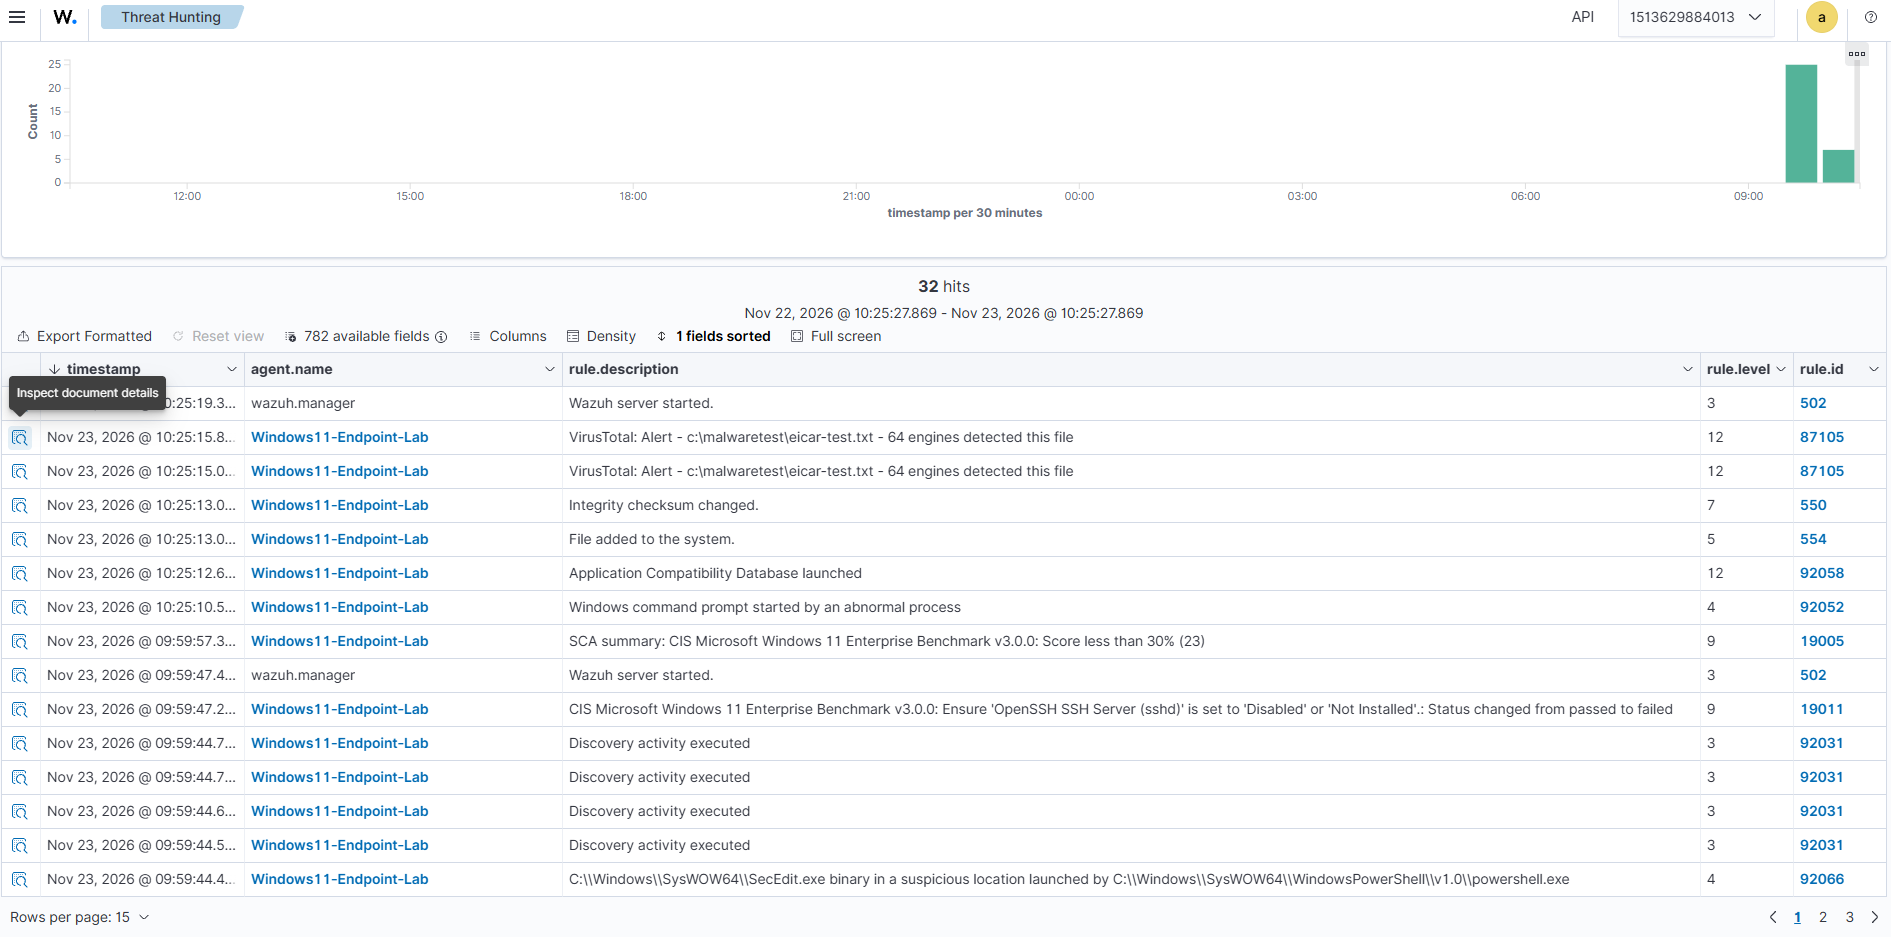 W. Threat Hunting API 1513629884013 a
25
20
15
10
5
0
Count
12:00 15:00 18:00 21:00 00:00 03:00 06:00 09:00
timestamp per 30 minutes
32 hits
Nov 22, 2026 @ 10:25:27.869 - Nov 23, 2026 @ 10:25:27.869
Export Formatted Reset view 782 available fields Columns Density 1 fields sorted Full screen
timestamp agent.name rule.description rule.level rule.id
Inspect document details
0:25:19.3... wazuh.manager Wazuh server started. 3 502
Nov 23, 2026 @ 10:25:15.8... Windows11-Endpoint-Lab VirusTotal: Alert - c:\malwaretest\eicar-test.txt - 64 engines detected this file 12 87105
Nov 23, 2026 @ 10:25:15.0... Windows11-Endpoint-Lab VirusTotal: Alert - c:\malwaretest\eicar-test.txt - 64 engines detected this file 12 87105
Nov 23, 2026 @ 10:25:13.0... Windows11-Endpoint-Lab Integrity checksum changed. 7 550
Nov 23, 2026 @ 10:25:13.0... Windows11-Endpoint-Lab File added to the system. 5 554
Nov 23, 2026 @ 10:25:12.6... Windows11-Endpoint-Lab Application Compatibility Database launched 12 92058
Nov 23, 2026 @ 10:25:10.5... Windows11-Endpoint-Lab Windows command prompt started by an abnormal process 4 92052
Nov 23, 2026 @ 09:59:57.3... Windows11-Endpoint-Lab SCA summary: CIS Microsoft Windows 11 Enterprise Benchmark v3.0.0: Score less than 30% (23) 9 19005
Nov 23, 2026 @ 09:59:47.4... wazuh.manager Wazuh server started. 3 502
Nov 23, 2026 @ 09:59:47.2... Windows11-Endpoint-Lab CIS Microsoft Windows 11 Enterprise Benchmark v3.0.0: Ensure 'OpenSSH SSH Server (sshd)' is set to 'Disabled' or 'Not Installed'.: Status changed from passed to failed 9 19011
Nov 23, 2026 @ 09:59:44.7... Windows11-Endpoint-Lab Discovery activity executed 3 92031
Nov 23, 2026 @ 09:59:44.7... Windows11-Endpoint-Lab Discovery activity executed 3 92031
Nov 23, 2026 @ 09:59:44.6... Windows11-Endpoint-Lab Discovery activity executed 3 92031
Nov 23, 2026 @ 09:59:44.5... Windows11-Endpoint-Lab Discovery activity executed 3 92031
Nov 23, 2026 @ 09:59:44.4... Windows11-Endpoint-Lab C:\\Windows\\SysWOW64\\SecEdit.exe binary in a suspicious location launched by C:\\Windows\\SysWOW64\\WindowsPowerShell\\v1.0\\powershell.exe 4 92066
Rows per page: 15 1 2 3